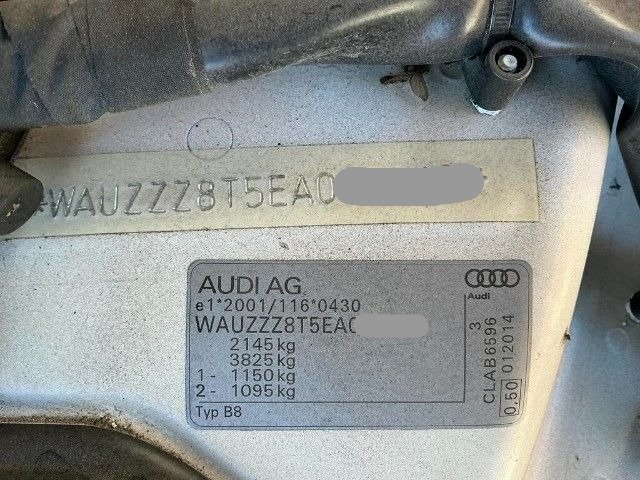 *WAUZZZ8T5EA0
AUDI AG
Audi
e1*2001/116*0430
WAUZZZ8T5EA0
2145 kg
3825 kg
1 - 1150 kg
2 - 1095 kg
Typ B8
3
CLAB6596
0,50 012014